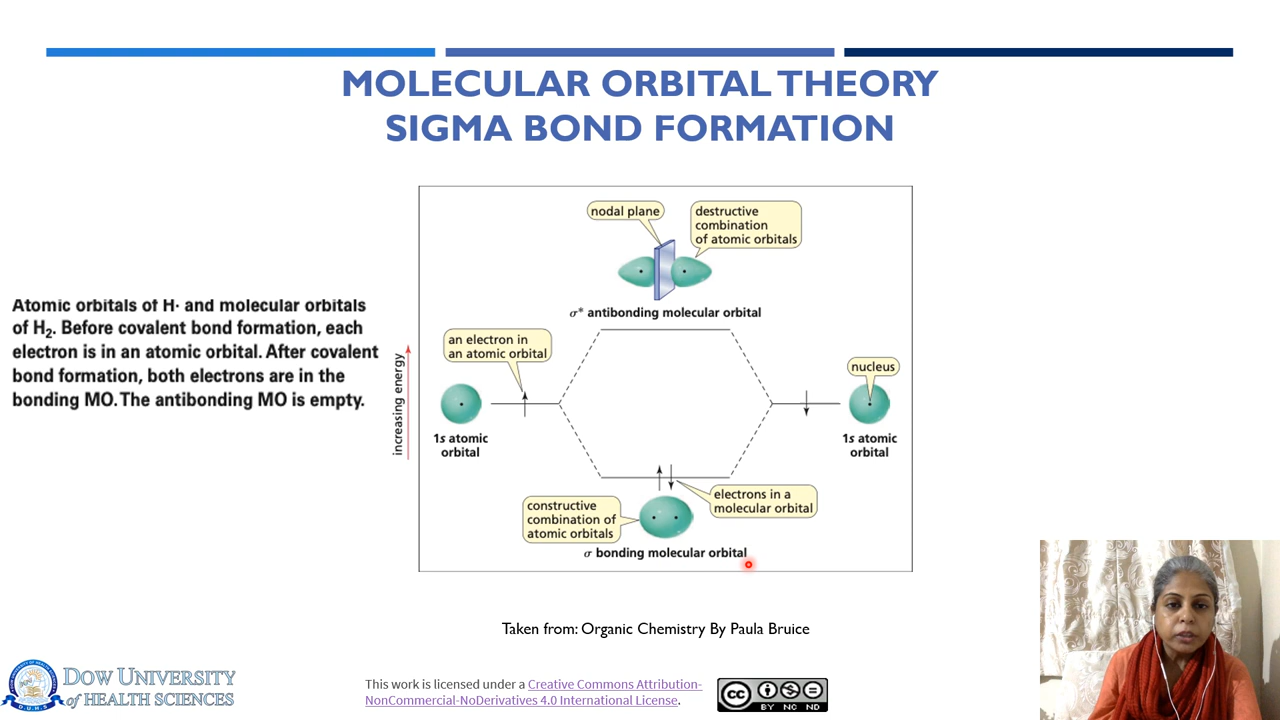 MOLECULAR ORBITAL THEORY
SIGMA BOND FORMATION
Atomic orbitals of H· and molecular orbitals
of H₂. Before covalent bond formation, each
electron is in an atomic orbital. After covalent
bond formation, both electrons are in the
bonding MO. The antibonding MO is empty.
increasing energy
nodal plane
destructive
combination
of atomic orbitals
σ* antibonding molecular orbital
an electron in
an atomic orbital
nucleus
1s atomic
orbital
1s atomic
orbital
electrons in a
molecular orbital
constructive
combination of
atomic orbitals
σ bonding molecular orbital
Taken from: Organic Chemistry By Paula Bruice
DOW UNIVERSITY
of HEALTH SCIENCES
This work is licensed under a Creative Commons Attribution-
NonCommercial-NoDerivatives 4.0 International License.
cc
BY NC ND